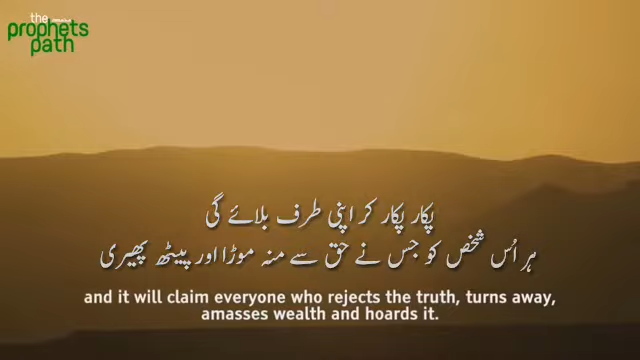 the
prophets
path
پکار پکار کر اپنی طرف بلائے گی
ہر اُس شخص کو جس نے حق سے منہ موڑا اور پیٹھ پھیری
and it will claim everyone who rejects the truth, turns away,
amasses wealth and hoards it.